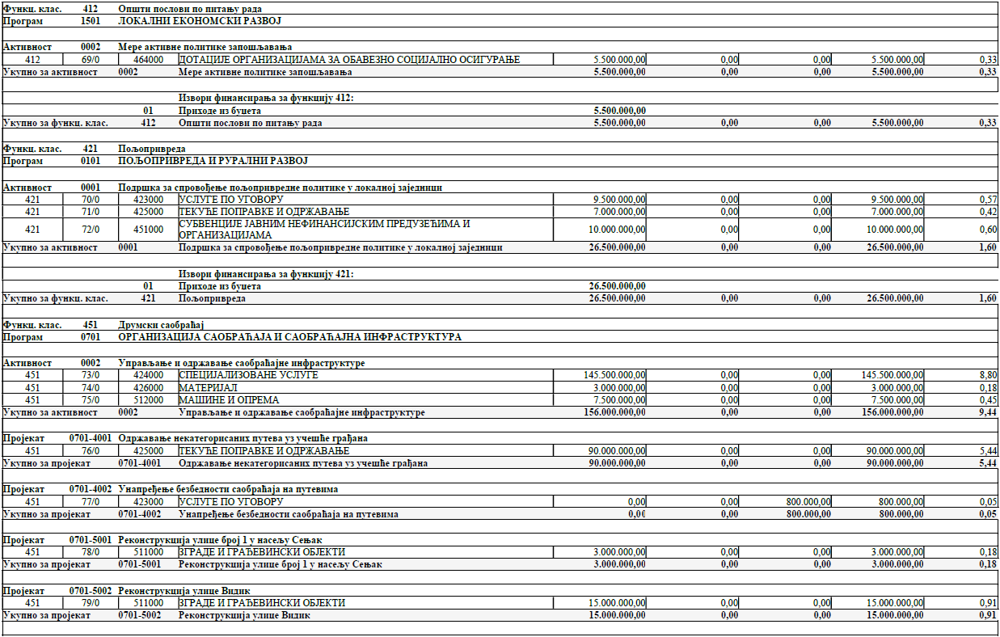 Функц. клас. 412 Општи послови по питању рада
Програм 1501 ЛОКАЛНИ ЕКОНОМСКИ РАЗВОЈ
Активност 0002 Мере активне политике запошљавања
412 69/0 464000 ДОТАЦИЈЕ ОРГАНИЗАЦИЈАМА ЗА ОБАВЕЗНО СОЦИЈАЛНО ОСИГУРАЊЕ 5.500.000,00 0,00 0,00 5.500.000,00 0,33
Укупно за активност 0002 Мере активне политике запошљавања 5.500.000,00 0,00 0,00 5.500.000,00 0,33
Извори финансирања за функцију 412:
01 Приходе из буџета 5.500.000,00
Укупно за функц. клас. 412 Општи послови по питању рада 5.500.000,00 0,00 0,00 5.500.000,00 0,33
Функц. клас. 421 Пољопривреда
Програм 0101 ПОЉОПРИВРЕДА И РУРАЛНИ РАЗВОЈ
Активност 0001 Подршка за спровођење пољопривредне политике у локалној заједници
421 70/0 423000 УСЛУГЕ ПО УГОВОРУ 9.500.000,00 0,00 0,00 9.500.000,00 0,57
421 71/0 425000 ТЕКУЋЕ ПОПРАВКЕ И ОДРЖАВАЊЕ 7.000.000,00 0,00 0,00 7.000.000,00 0,42
421 72/0 451000 СУБВЕНЦИЈЕ ЈАВНИМ НЕФИНАНСИЈСКИМ ПРЕДУЗЕЋИМА И
ОРГАНИЗАЦИЈАМА 10.000.000,00 0,00 0,00 10.000.000,00 0,60
Укупно за активност 0001 Подршка за спровођење пољопривредне политике у локалној заједници 26.500.000,00 0,00 0,00 26.500.000,00 1,60
Извори финансирања за функцију 421:
01 Приходе из буџета 26.500.000,00
Укупно за функц. клас. 421 Пољопривреда 26.500.000,00 0,00 0,00 26.500.000,00 1,60
Функц. клас. 451 Друмски саобраћај
Програм 0701 ОРГАНИЗАЦИЈА САОБРАЋАЈА И САОБРАЋАЈНА ИНФРАСТРУКТУРА
Активност 0002 Управљање и одржавање саобраћајне инфраструктуре
451 73/0 424000 СПЕЦИЈАЛИЗОВАНЕ УСЛУГЕ 145.500.000,00 0,00 0,00 145.500.000,00 8,80
451 74/0 426000 МАТЕРИЈАЛ 3.000.000,00 0,00 0,00 3.000.000,00 0,18
451 75/0 512000 МАШИНЕ И ОПРЕМА 7.500.000,00 0,00 0,00 7.500.000,00 0,45
Укупно за активност 0002 Управљање и одржавање саобраћајне инфраструктуре 156.000.000,00 0,00 0,00 156.000.000,00 9,44
Пројекат 0701-4001 Одржавање некатегорисаних путева уз учешће грађана
451 76/0 425000 ТЕКУЋЕ ПОПРАВКЕ И ОДРЖАВАЊЕ 90.000.000,00 0,00 0,00 90.000.000,00 5,44
Укупно за пројекат 0701-4001 Одржавање некатегорисаних путева уз учешће грађана 90.000.000,00 0,00 0,00 90.000.000,00 5,44
Пројекат 0701-4002 Унапређење безбедности саобраћаја на путевима
451 77/0 423000 УСЛУГЕ ПО УГОВОРУ 0,00 0,00 800.000,00 800.000,00 0,05
Укупно за пројекат 0701-4002 Унапређење безбедности саобраћаја на путевима 0,00 0,00 800.000,00 800.000,00 0,05
Пројекат 0701-5001 Реконструкција улице број 1 у насељу Сењак
451 78/0 511000 ЗГРАДЕ И ГРАЂЕВИНСКИ ОБЈЕКТИ 3.000.000,00 0,00 0,00 3.000.000,00 0,18
Укупно за пројекат 0701-5001 Реконструкција улице број 1 у насељу Сењак 3.000.000,00 0,00 0,00 3.000.000,00 0,18
Пројекат 0701-5002 Реконструкција улице Видик
451 79/0 511000 ЗГРАДЕ И ГРАЂЕВИНСКИ ОБЈЕКТИ 15.000.000,00 0,00 0,00 15.000.000,00 0,91
Укупно за пројекат 0701-5002 Реконструкција улице Видик 15.000.000,00 0,00 0,00 15.000.000,00 0,91